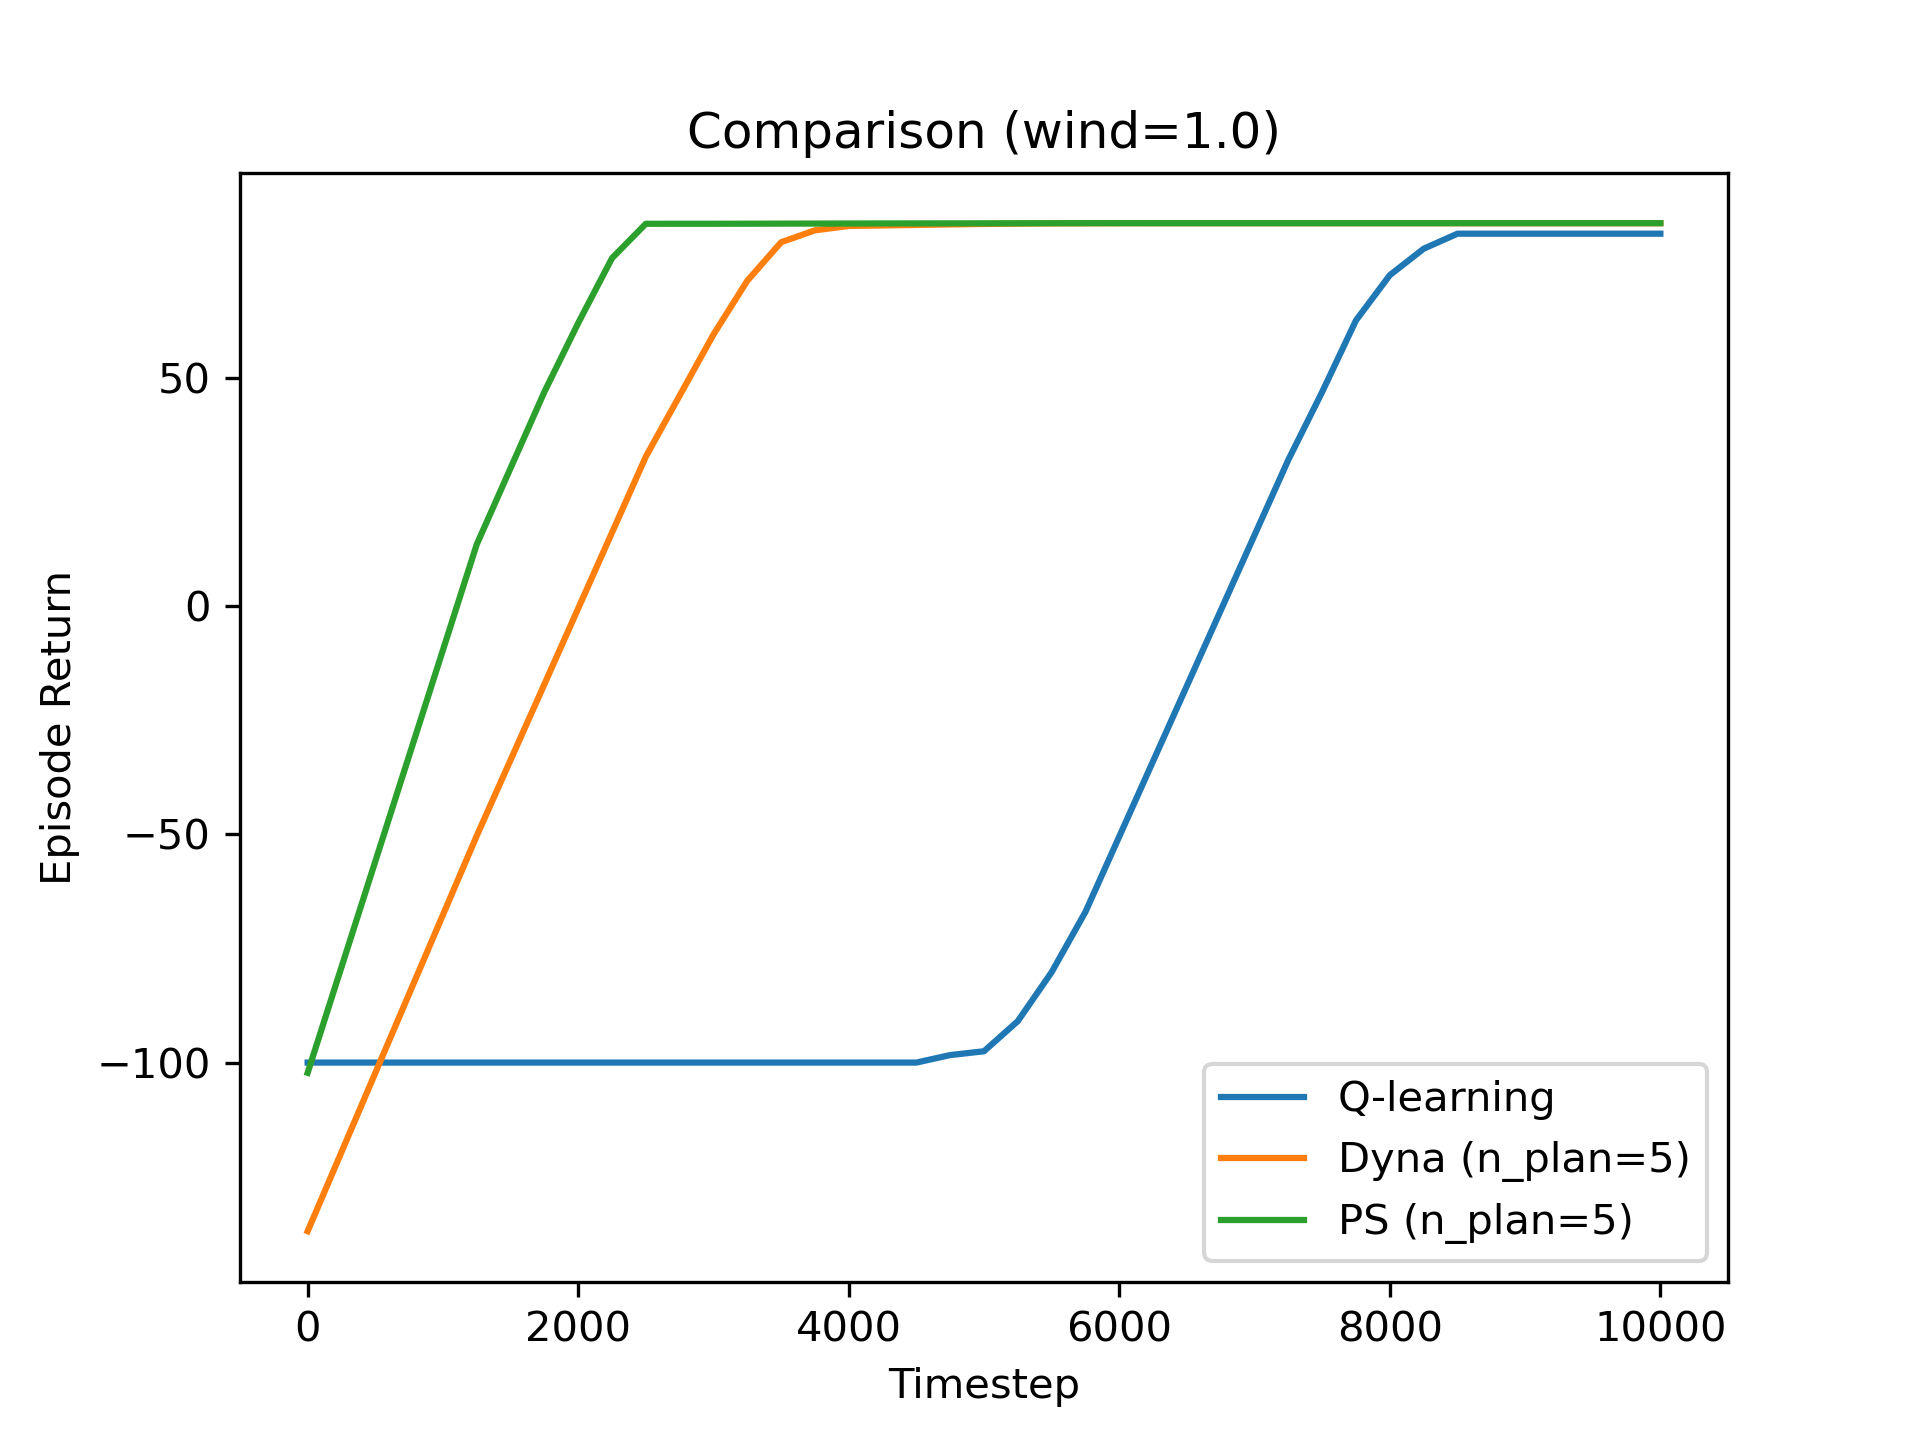 Comparison (wind=1.0)
Episode Return
50
0
−50
−100
0 2000 4000 6000 8000 10000
Timestep
Q-learning
Dyna (n_plan=5)
PS (n_plan=5)